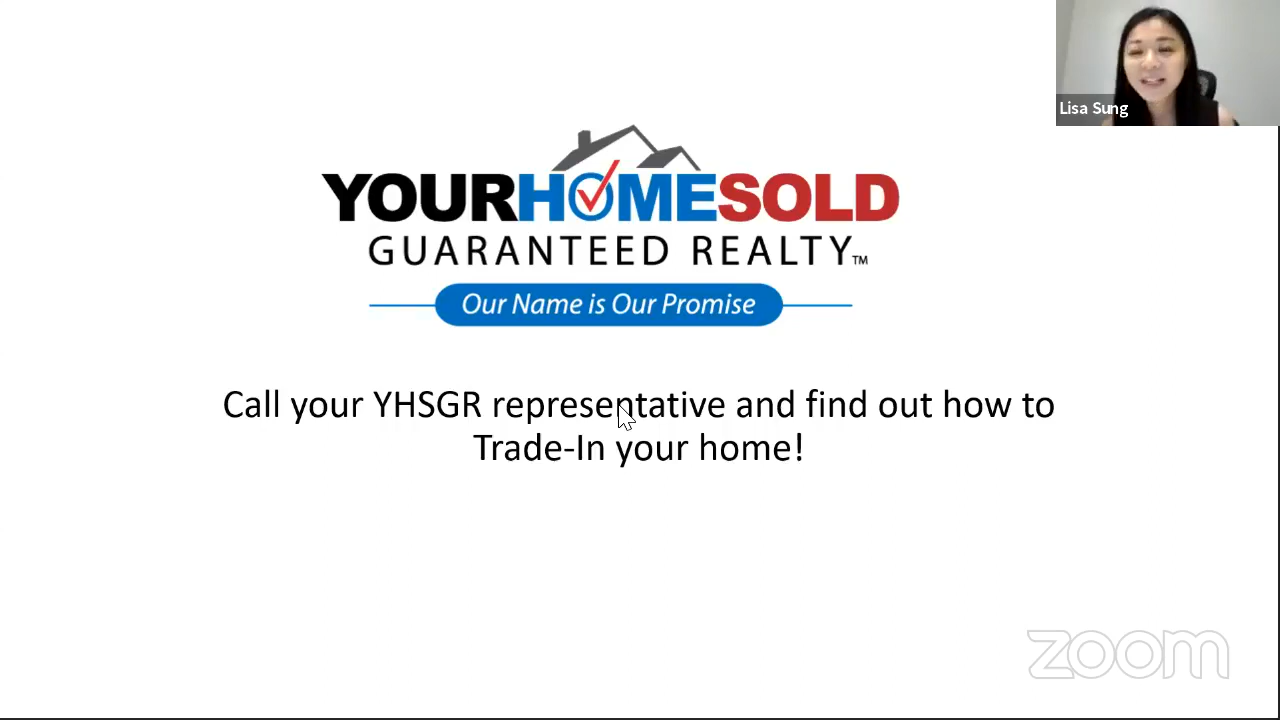 Lisa Sung
YOURHOMESOLD
GUARANTEED REALTY™
Our Name is Our Promise
Call your YHSGR representative and find out how to
Trade-In your home!
zoom